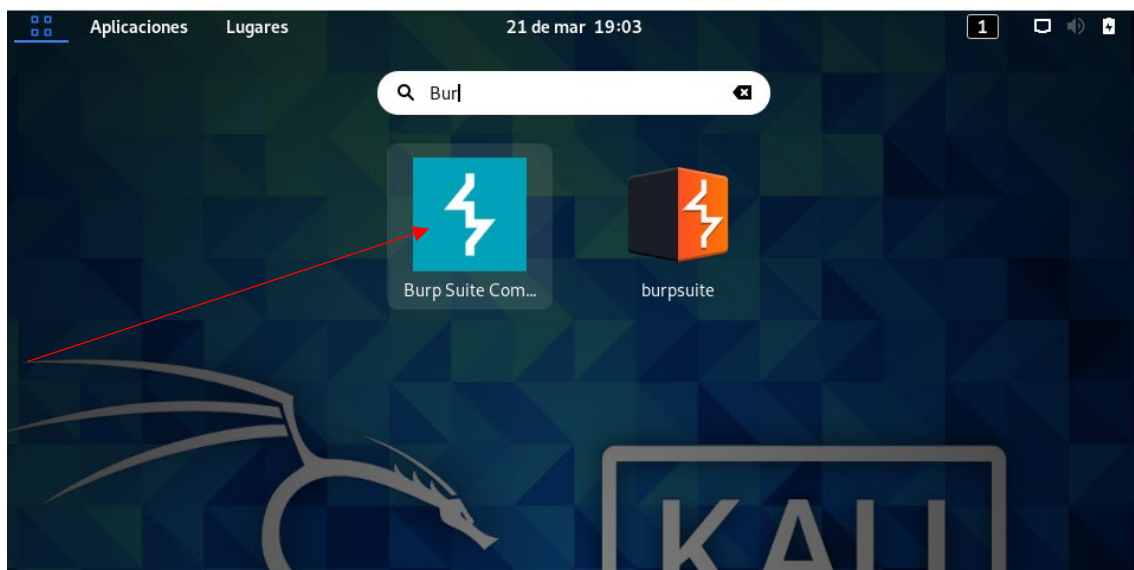 Aplicaciones Lugares 21 de mar 19:03 1
Bur
Burp Suite Com... burpsuite
KALI